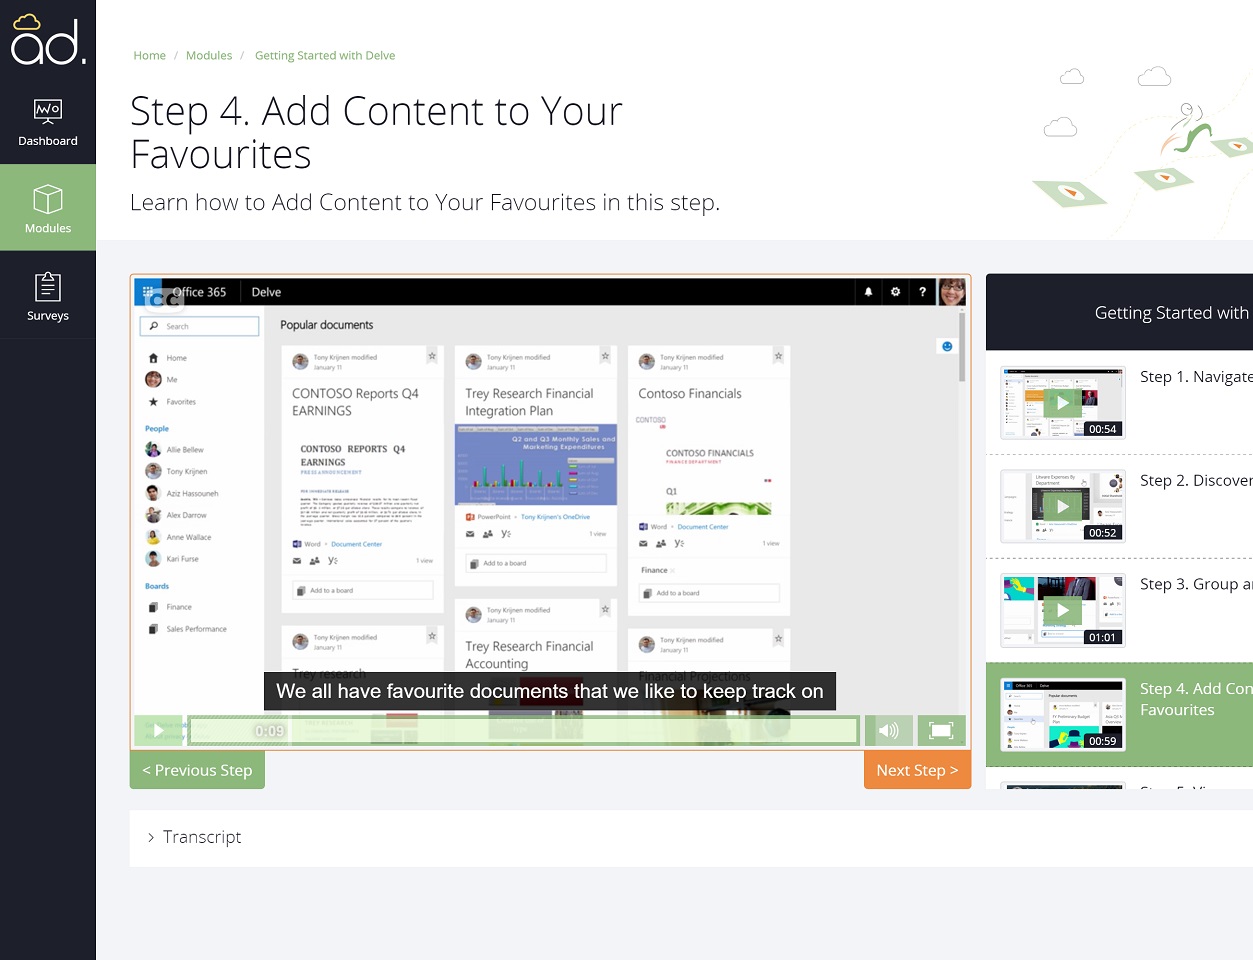 ad.
Dashboard
Modules
Surveys
Home / Modules / Getting Started with Delve
Step 4. Add Content to Your
Favourites
Learn how to Add Content to Your Favourites in this step.
CC
Office 365
Delve
?
Search
Home
Me
Favorites
People
Allie Bellew
Tony Krijnen
Aziz Hassouneh
Alex Darrow
Anne Wallace
Kari Furse
Boards
Finance
Sales Performance
Popular documents
Tony Krijnen modified
January 11
CONTOSO Reports Q4
EARNINGS
CONTOSO REPORTS Q4
EARNINGS
PRESS ANNOUNCEMENT
Word • Document Center
1 view
Add to a board
Tony Krijnen modified
January 11
Trey research
Tony Krijnen modified
January 11
Trey Research Financial
Integration Plan
Q2 and Q3 Monthly Sales and
Marketing Expenditures
PowerPoint • Tony Krijnen's OneDrive
1 view
Add to a board
Tony Krijnen modified
January 11
Trey Research Financial
Accounting
Tony Krijnen modified
January 11
Contoso Financials
CONTOSO
CONTOSO FINANCIALS
FINANCE DEPARTMENT
Q1
Word • Document Center
1 view
Finance
Add to a board
Tony Krijnen modified
January 11
Financial Projections
We all have favourite documents that we like to keep track on
0:09
< Previous Step
Next Step >
Transcript
Getting Started with
Step 1. Navigate
00:54
Step 2. Discover
00:52
Step 3. Group a
01:01
Step 4. Add Con
Favourites
00:59